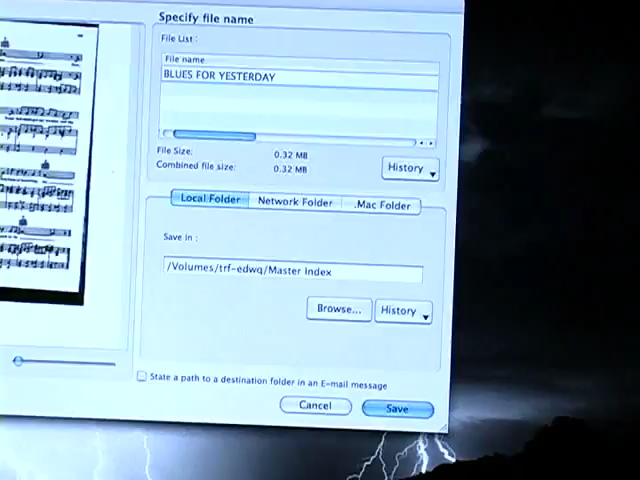 Specify file name
File List :
File name
BLUES FOR YESTERDAY
File Size: 0.32 MB
Combined file size: 0.32 MB
History
Local Folder Network Folder .Mac Folder
Save in :
/Volumes/trf-edwq/Master Index
Browse... History
State a path to a destination folder in an E-mail message
Cancel Save